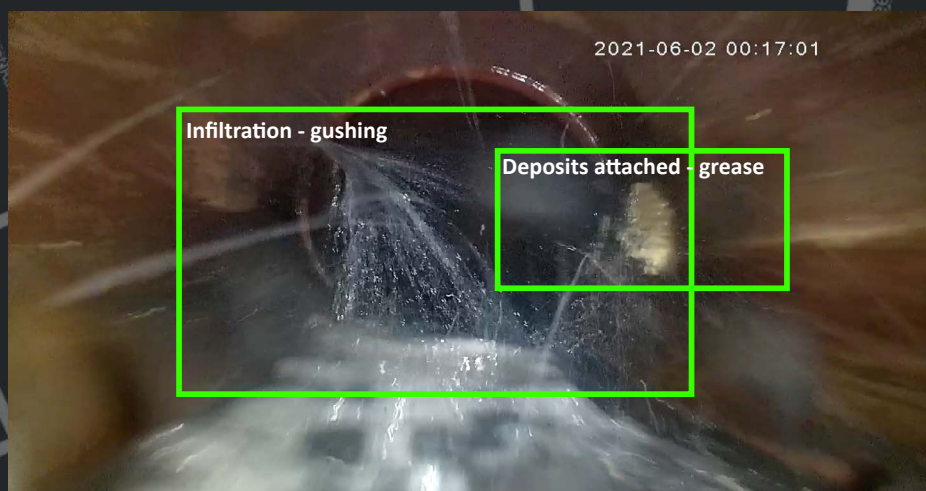 2021-06-02 00:17:01
Infiltration - gushing
Deposits attached - grease